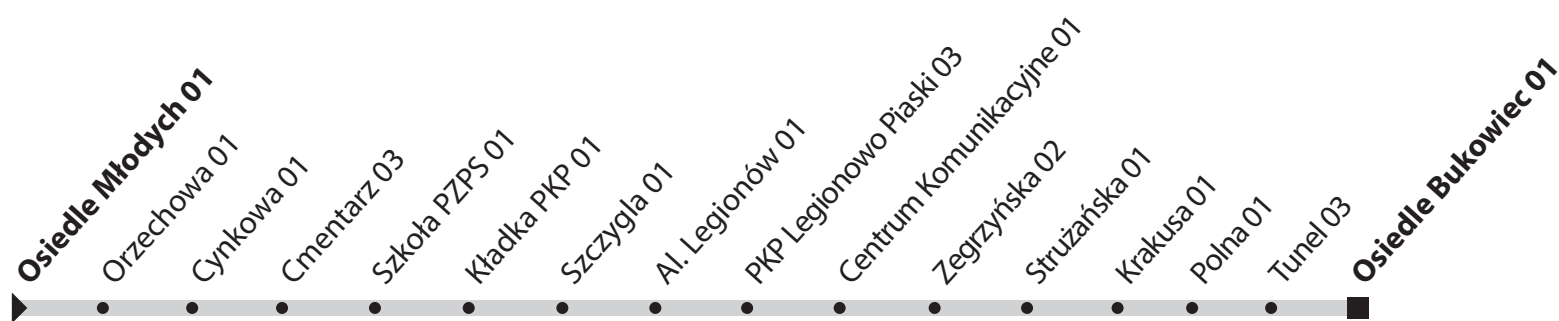 Osiedle Młodych 01
Orzechowa 01
Cynkowa 01
Cmentarz 03
Szkoła PZPS 01
Kładka PKP 01
Szczygla 01
Al. Legionów 01
PKP Legionowo Piaski 03
Centrum Komunikacyjne 01
Zegrzyńska 02
Strużańska 01
Krakusa 01
Polna 01
Tunel 03
Osiedle Bukowiec 01